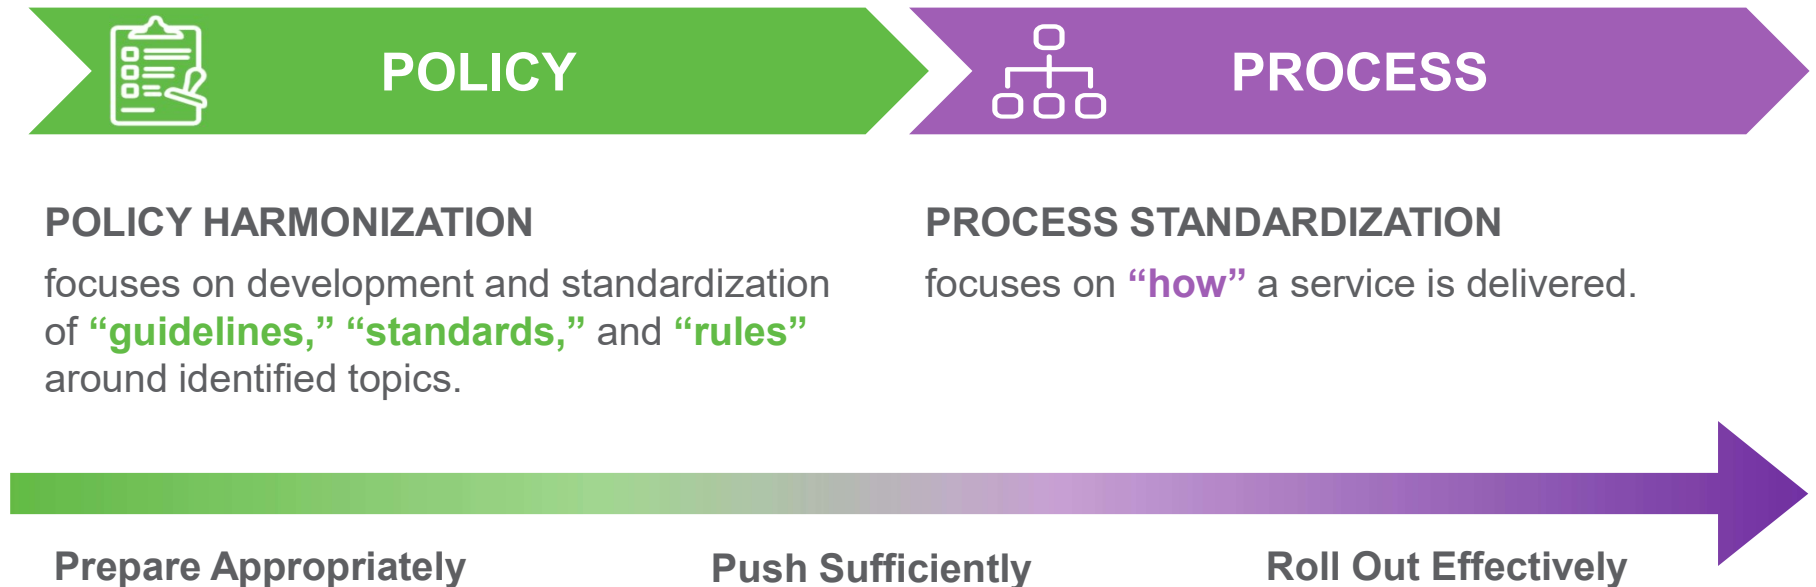 POLICY
PROCESS
POLICY HARMONIZATION
focuses on development and standardization
of “guidelines,” “standards,” and “rules”
around identified topics.
PROCESS STANDARDIZATION
focuses on “how” a service is delivered.
Prepare Appropriately
Push Sufficiently
Roll Out Effectively